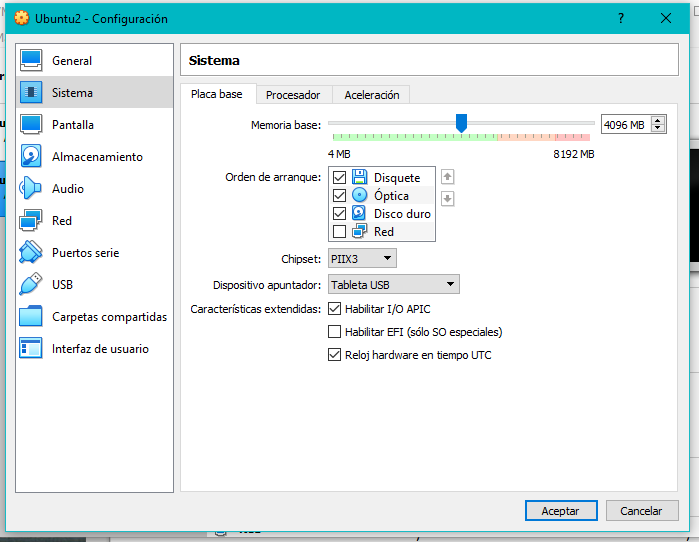 Ubuntu2 - Configuración
?
General
Sistema
Pantalla
Almacenamiento
Audio
Red
Puertos serie
USB
Carpetas compartidas
Interfaz de usuario
Sistema
Placa base Procesador Aceleración
Memoria base: 4096 MB
4 MB 8192 MB
Orden de arranque: Disquete
Óptica
Disco duro
Red
Chipset: PIIX3
Dispositivo apuntador: Tableta USB
Características extendidas: Habilitar I/O APIC
Habilitar EFI (sólo SO especiales)
Reloj hardware en tiempo UTC
Aceptar Cancelar